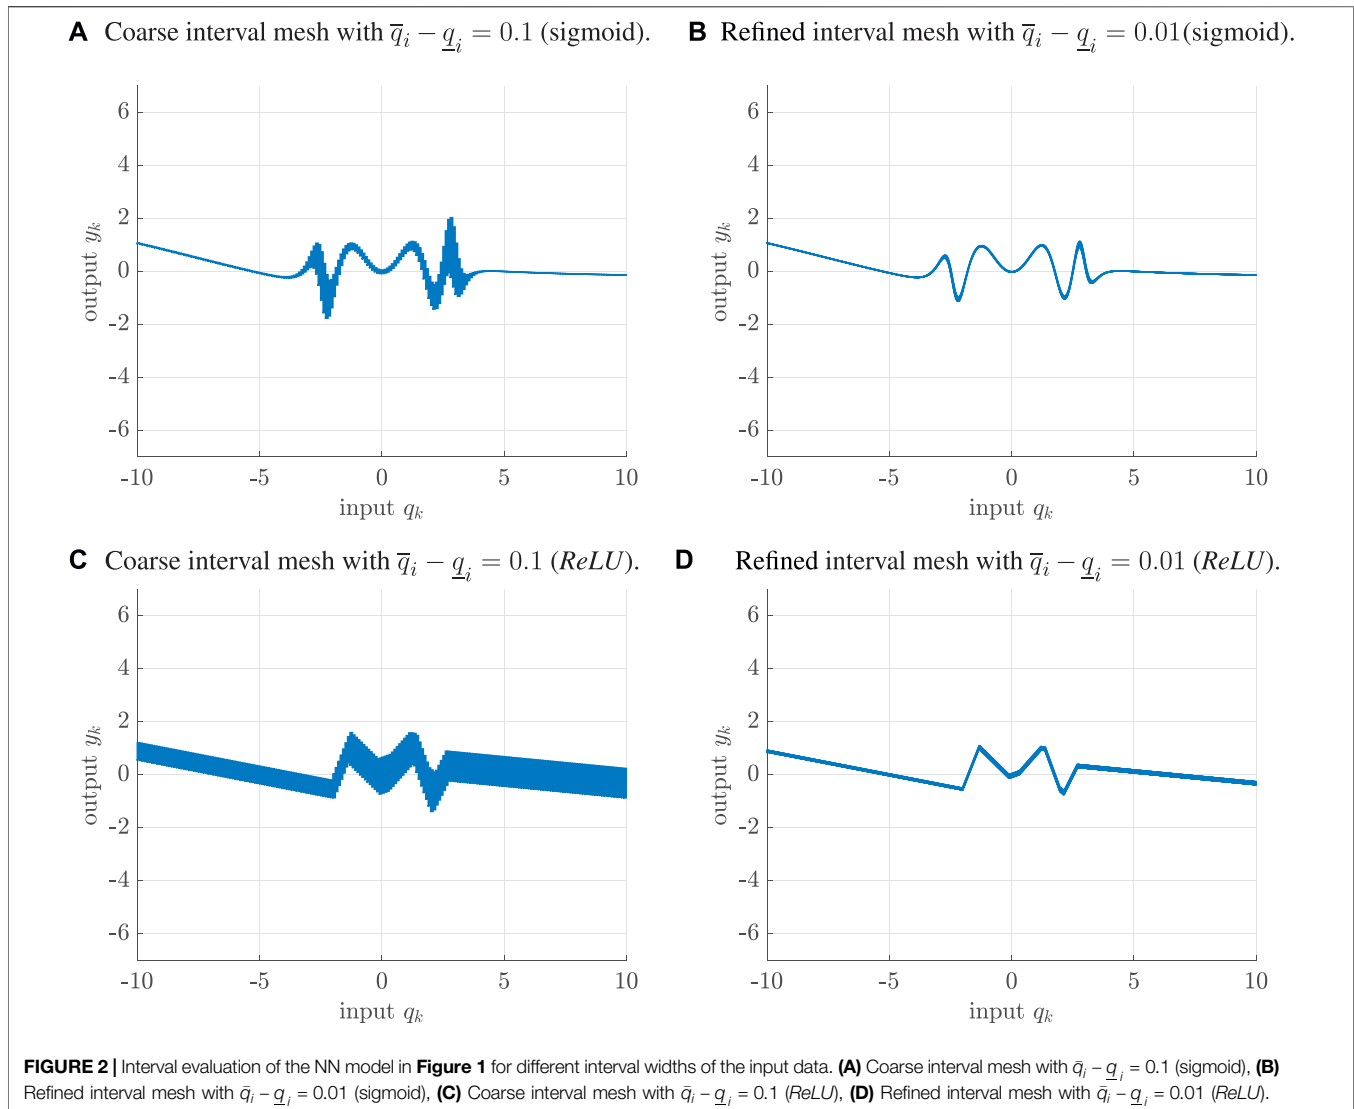 A Coarse interval mesh with q̅ᵢ − q̲ᵢ = 0.1 (sigmoid).
B Refined interval mesh with q̅ᵢ − q̲ᵢ = 0.01(sigmoid).
6
4
2
0
-2
-4
-6
output yₖ
-10 -5 0 5 10
input qₖ
6
4
2
0
-2
-4
-6
output yₖ
-10 -5 0 5 10
input qₖ
C Coarse interval mesh with q̅ᵢ − q̲ᵢ = 0.1 (ReLU).
D Refined interval mesh with q̅ᵢ − q̲ᵢ = 0.01 (ReLU).
6
4
2
0
-2
-4
-6
output yₖ
-10 -5 0 5 10
input qₖ
6
4
2
0
-2
-4
-6
output yₖ
-10 -5 0 5 10
input qₖ
FIGURE 2 | Interval evaluation of the NN model in Figure 1 for different interval widths of the input data. (A) Coarse interval mesh with q̅ᵢ − q̲ᵢ = 0.1 (sigmoid), (B)
Refined interval mesh with q̅ᵢ − q̲ᵢ = 0.01 (sigmoid), (C) Coarse interval mesh with q̅ᵢ − q̲ᵢ = 0.1 (ReLU), (D) Refined interval mesh with q̅ᵢ − q̲ᵢ = 0.01 (ReLU).